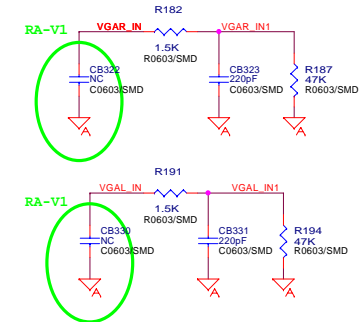 R182
RA-V1
VGAR_IN
VGAR_IN1
1.5K
R0603/SMD
CB322
NC
C0603/SMD
CB323
220pF
C0603/SMD
R187
47K
R0603/SMD
A
A
A
R191
RA-V1
VGAL_IN
VGAL_IN1
1.5K
R0603/SMD
CB330
NC
C0603/SMD
CB331
220pF
C0603/SMD
R194
47K
R0603/SMD
A
A
A